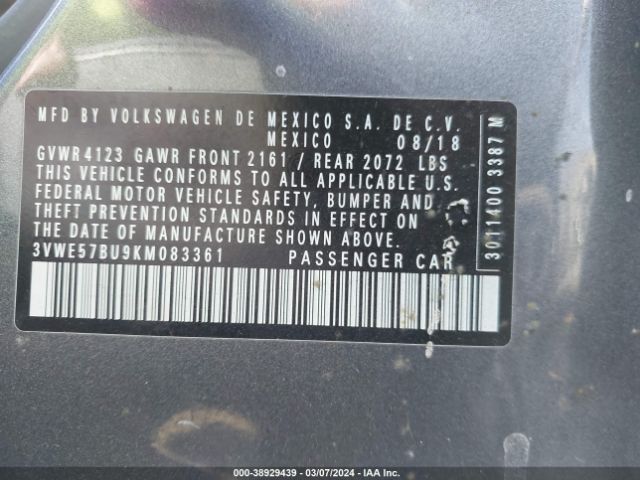 MFD BY VOLKSWAGEN DE MEXICO S.A. DE C.V.
MEXICO 08/18
GVWR 4123 GAWR FRONT 2161 / REAR 2072 LBS
THIS VEHICLE CONFORMS TO ALL APPLICABLE U.S.
FEDERAL MOTOR VEHICLE SAFETY, BUMPER AND
THEFT PREVENTION STANDARDS IN EFFECT ON
THE DATE OF MANUFACTURE SHOWN ABOVE.
3VWE57BU9KM083361 PASSENGER CAR
3011400 3387 M
000-38929439 - 03/07/2024 - IAA Inc.